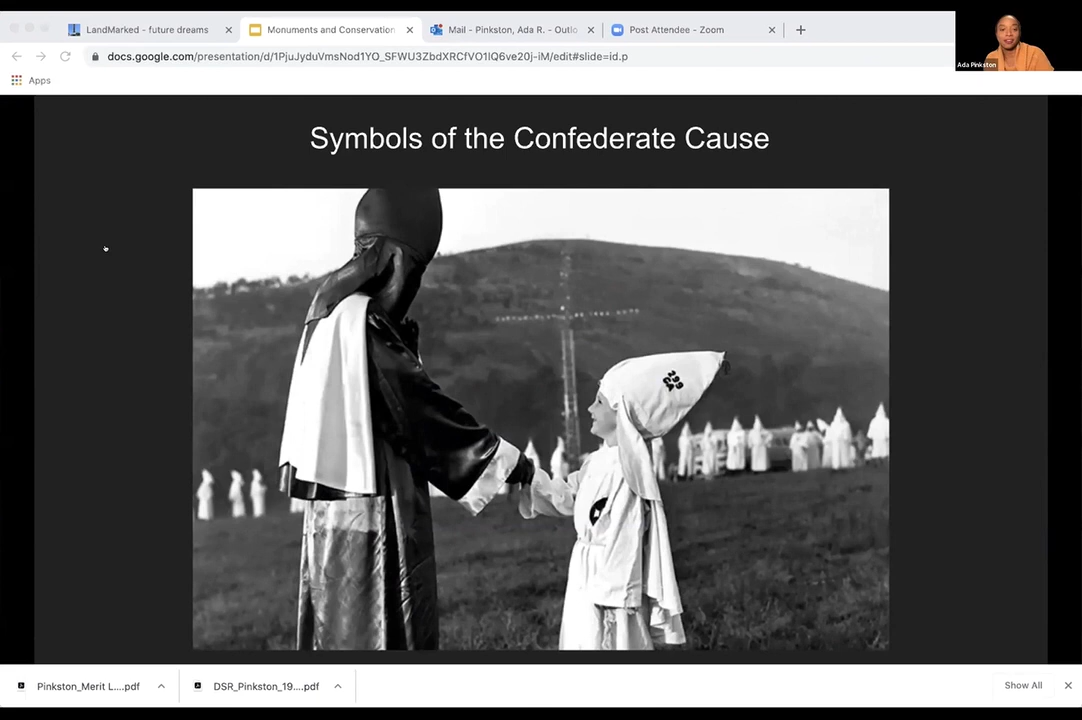 LandMarked - future dreams
Monuments and Conservation
Mail - Pinkston, Ada R. - Outlo
Post Attendee - Zoom
docs.google.com/presentation/d/1PjuJyduVmsNod1YO_SFWU3ZbdXRCfVO1lQ6ve20j-iM/edit#slide=id.p
Apps
Ada Pinkston
Symbols of the Confederate Cause
Pinkston_Merit L....pdf
DSR_Pinkston_19....pdf
Show All